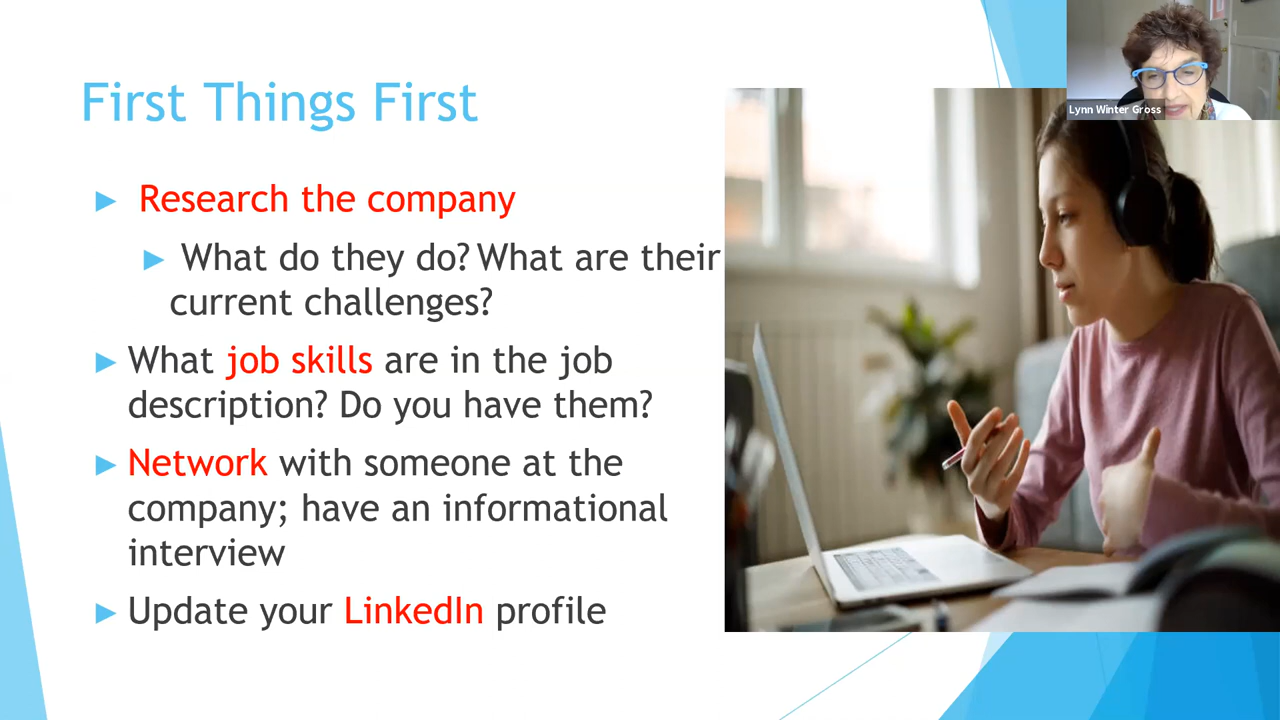 First Things First
Research the company
What do they do? What are their
current challenges?
What job skills are in the job
description? Do you have them?
Network with someone at the
company; have an informational
interview
Update your LinkedIn profile
Lynn Winter Gross